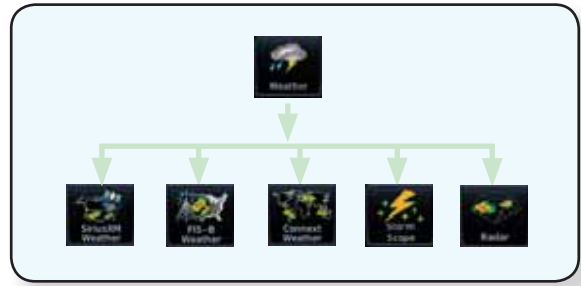 Weather
SiriusXM
Weather
FIS-B
Weather
Connext
Weather
Storm
Scope
Radar